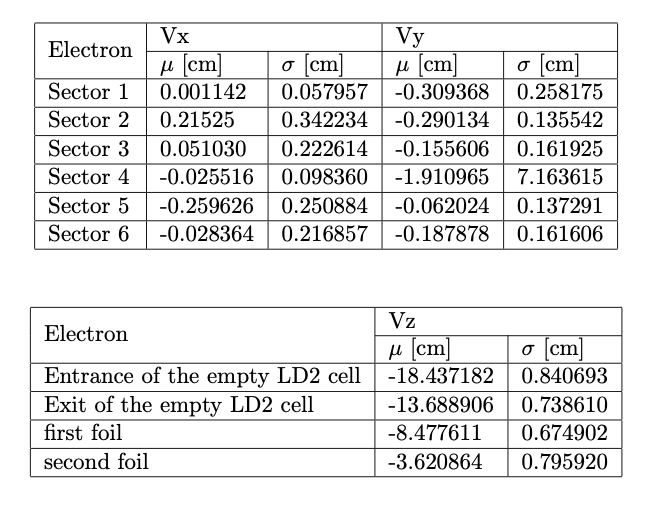 Electron Vx Vy
μ [cm] σ [cm] μ [cm] σ [cm]
Sector 1 0.001142 0.057957 -0.309368 0.258175
Sector 2 0.21525 0.342234 -0.290134 0.135542
Sector 3 0.051030 0.222614 -0.155606 0.161925
Sector 4 -0.025516 0.098360 -1.910965 7.163615
Sector 5 -0.259626 0.250884 -0.062024 0.137291
Sector 6 -0.028364 0.216857 -0.187878 0.161606
Electron Vz
μ [cm] σ [cm]
Entrance of the empty LD2 cell -18.437182 0.840693
Exit of the empty LD2 cell -13.688906 0.738610
first foil -8.477611 0.674902
second foil -3.620864 0.795920